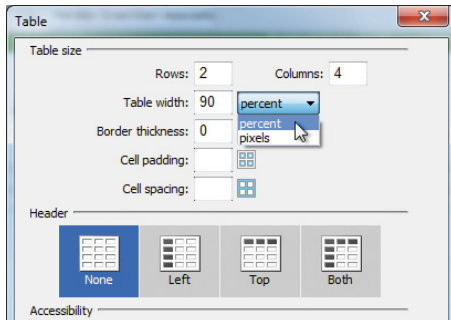 Table
Table size
Rows: 2 Columns: 4
Table width: 90 percent
percent
Border thickness: 0 pixels
Cell padding:
Cell spacing:
Header
None Left Top Both
Accessibility